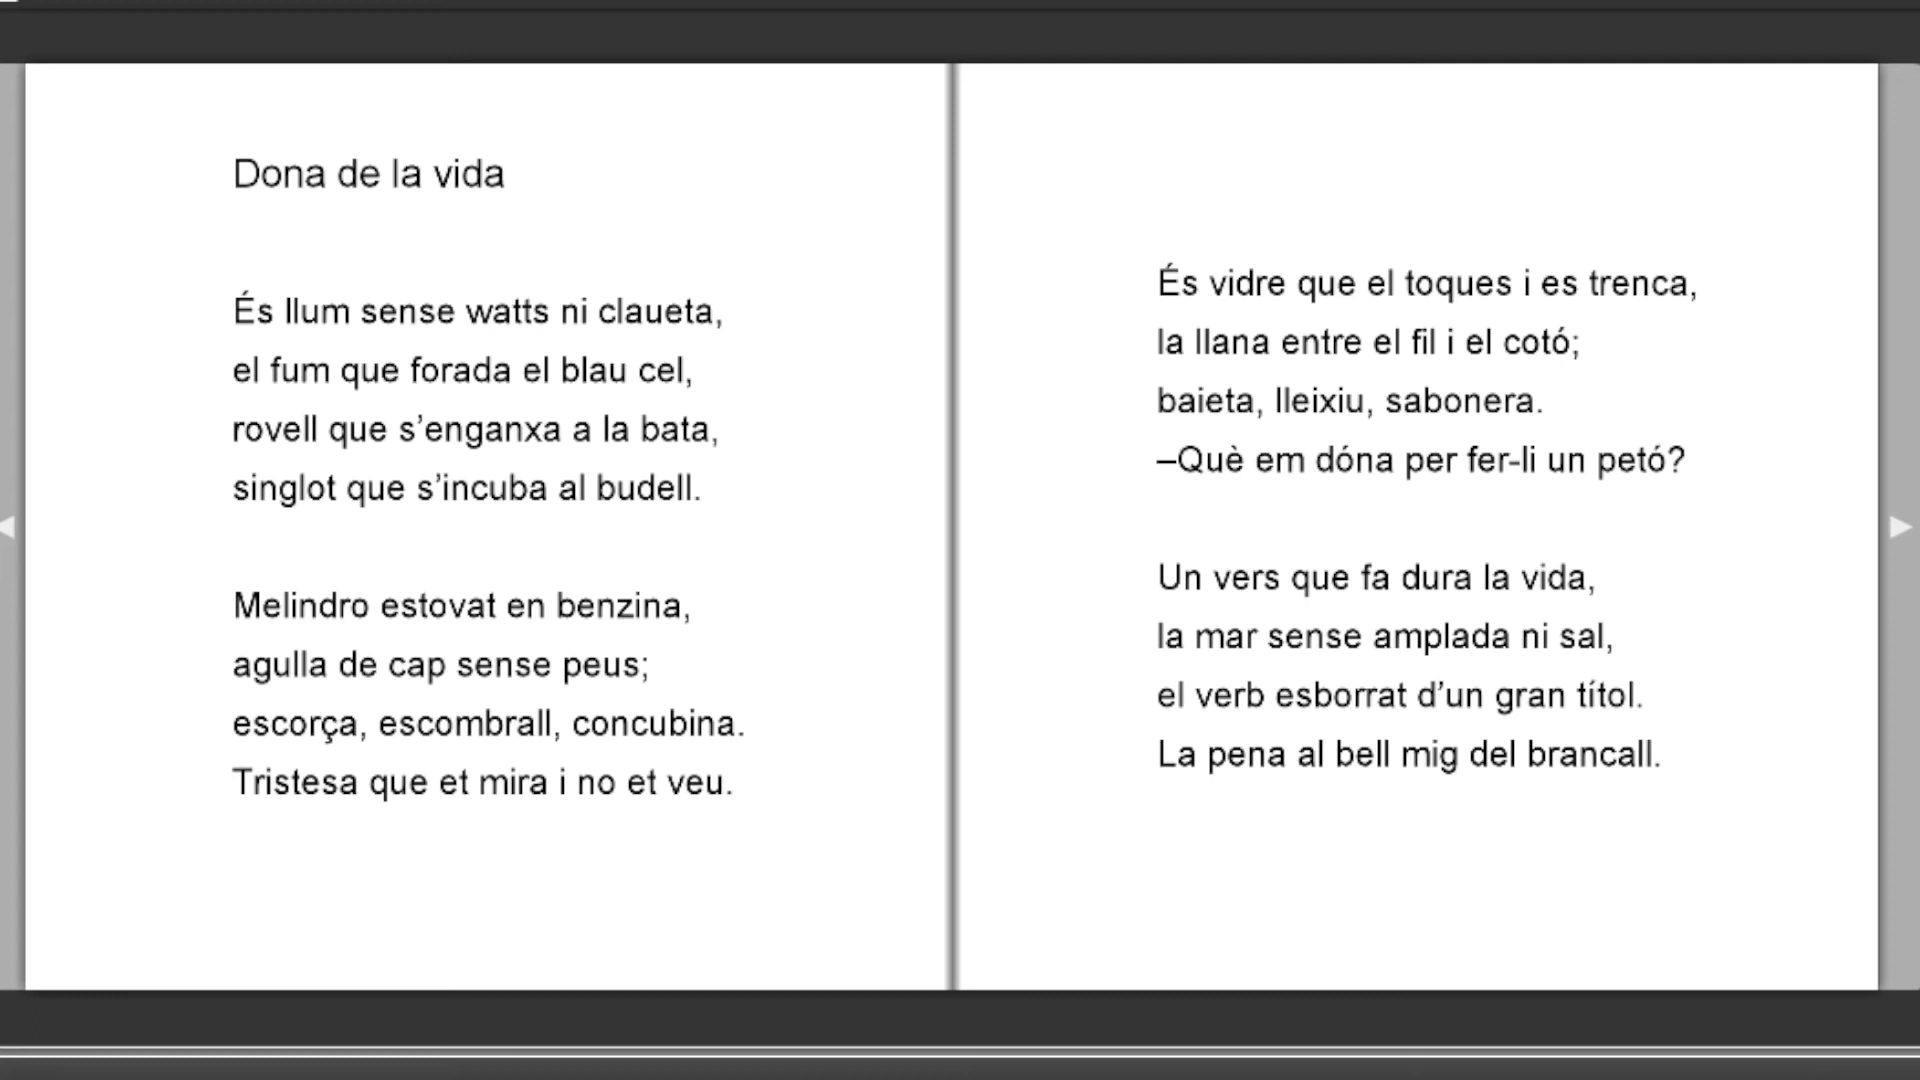 Dona de la vida
És llum sense watts ni claueta,
el fum que forada el blau cel,
rovell que s’enganxa a la bata,
singlot que s’incuba al budell.
Melindro estovat en benzina,
agulla de cap sense peus;
escorça, escombrall, concubina.
Tristesa que et mira i no et veu.
És vidre que el toques i es trenca,
la llana entre el fil i el cotó;
baieta, lleixiu, sabonera.
–Què em dóna per fer-li un petó?
Un vers que fa dura la vida,
la mar sense amplada ni sal,
el verb esborrat d’un gran títol.
La pena al bell mig del brancall.